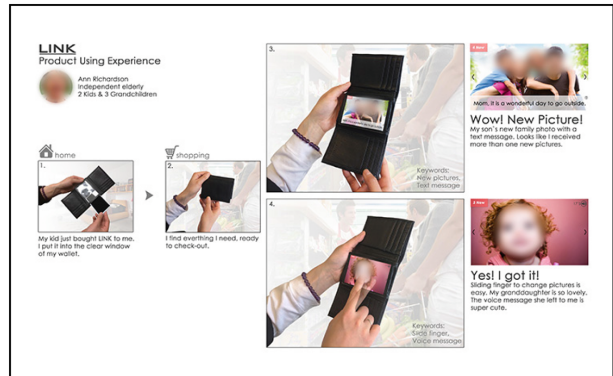 LINK
Product Using Experience
Ann Richardson
Independent elderly
2 Kids & 3 Grandchildren
home
shopping
1.
2.
My kid just bought LINK to me.
I put it into the clear window
of my wallet.
I find everthing I need, ready
to check-out.
3.
Keywords:
New pictures,
Text message
Mom, it is a wonderful day to go outside.
Wow! New Picture!
My son's new family photo with a
text message. Looks like I received
more than one new pictures.
4.
Keywords:
Slide finger,
Voice message
Yes! I got it!
Sliding finger to change pictures is
easy. My granddaughter is so lovely.
The voice message she left to me is
super cute.